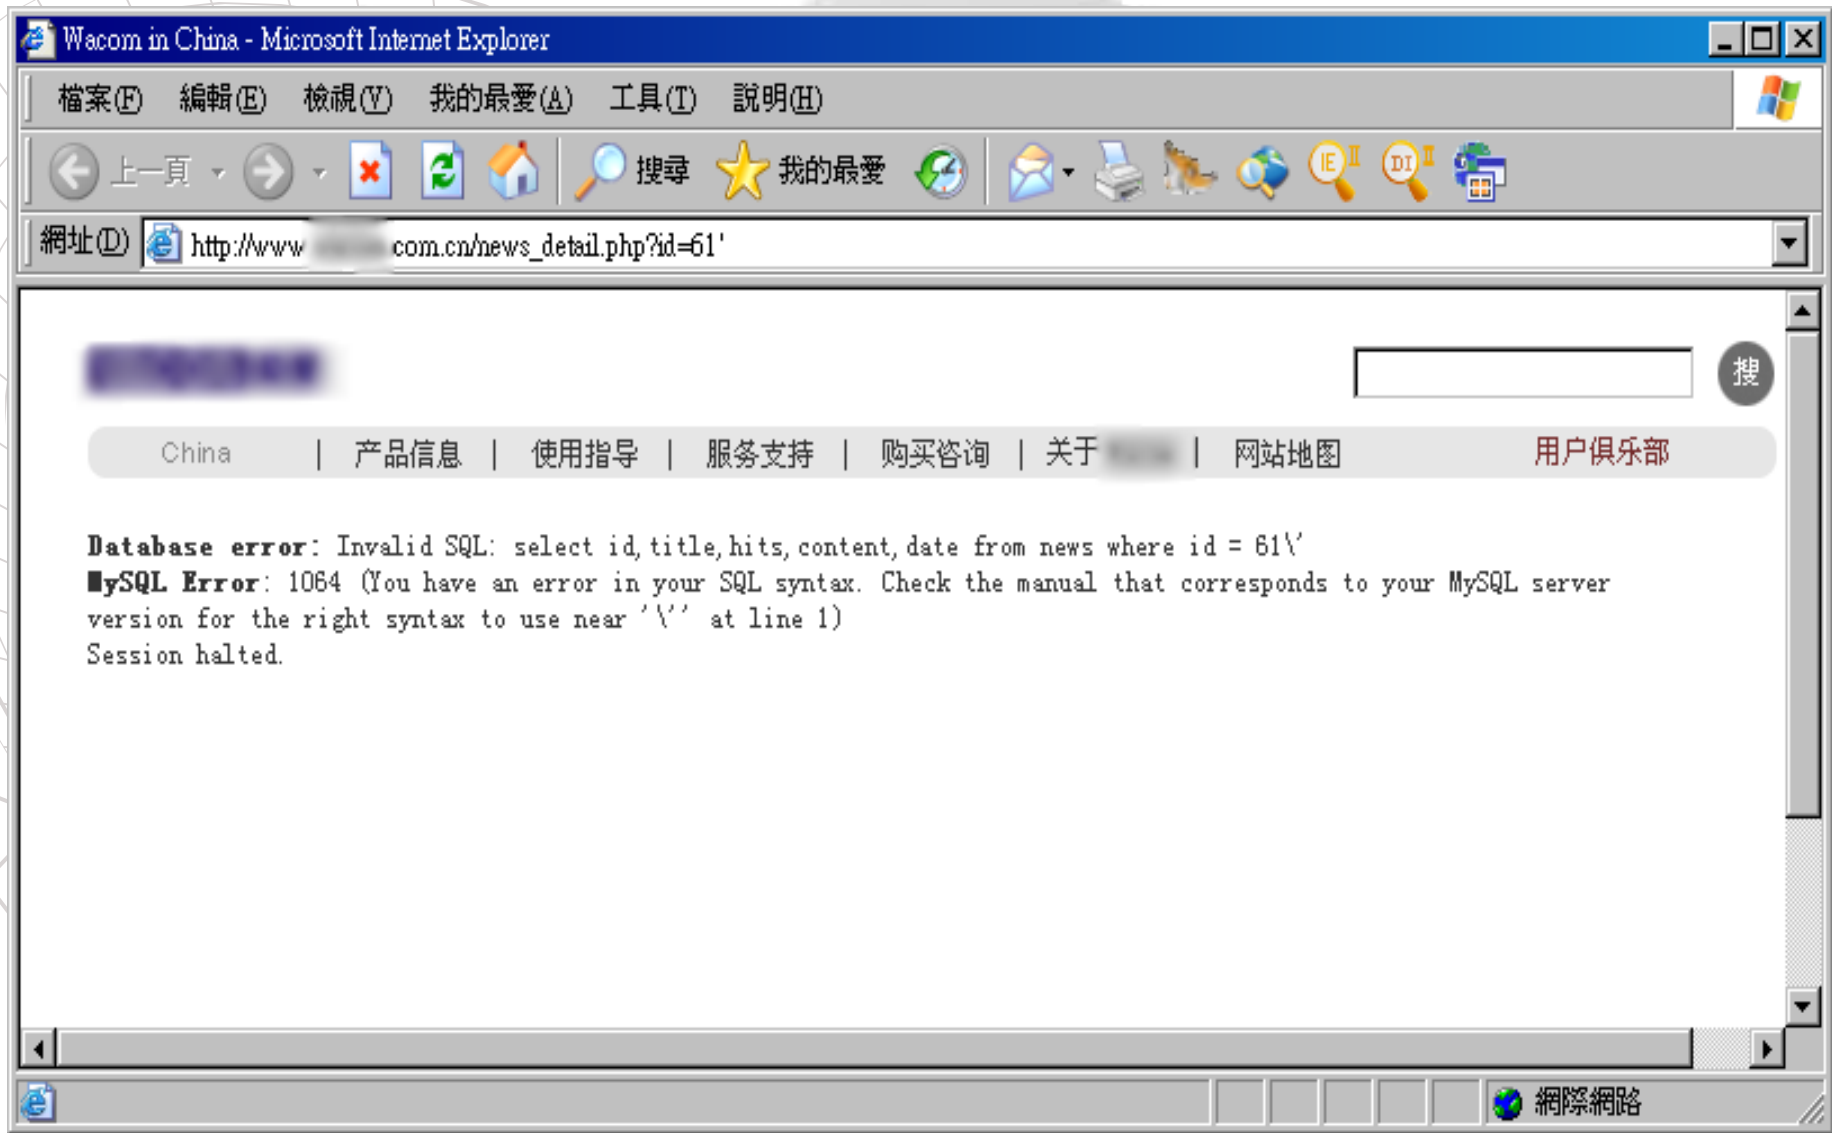 Wacom in China - Microsoft Internet Explorer
檔案(F) 編輯(E) 檢視(V) 我的最愛(A) 工具(T) 說明(H)
上一頁 搜尋 我的最愛 IE II DI II
網址(D) http://www com.cn/news_detail.php?id=61'
搜
China | 产品信息 | 使用指导 | 服务支持 | 购买咨询 | 关于 | 网站地图 用户俱乐部
Database error: Invalid SQL: select id,title,hits,content,date from news where id = 61\'
MySQL Error: 1064 (You have an error in your SQL syntax. Check the manual that corresponds to your MySQL server
version for the right syntax to use near '\'' at line 1)
Session halted.
網際網路